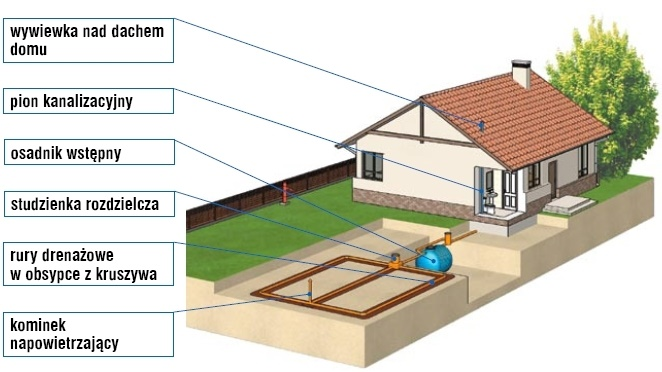 wywiewka nad dachem
domu
pion kanalizacyjny
osadnik wstępny
studzienka rozdzielcza
rury drenażowe
w obsypce z kruszywa
kominek
napowietrzający